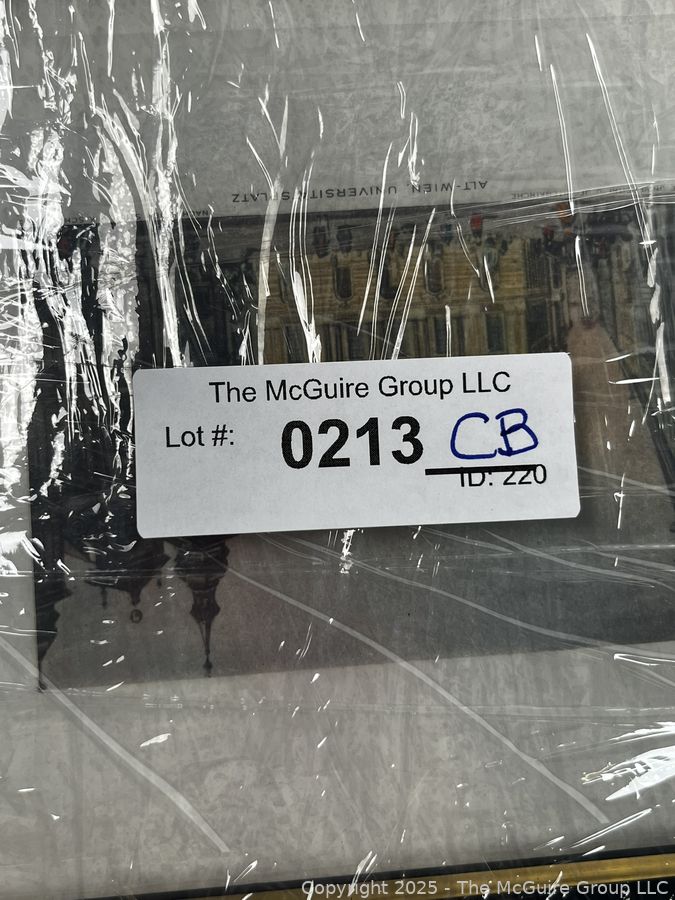 ALT-WIEN, UNIVERSITÄTSPLATZ
The McGuire Group LLC
Lot #:
0213 CB
ID: 220
Copyright 2025 - The McGuire Group LLC